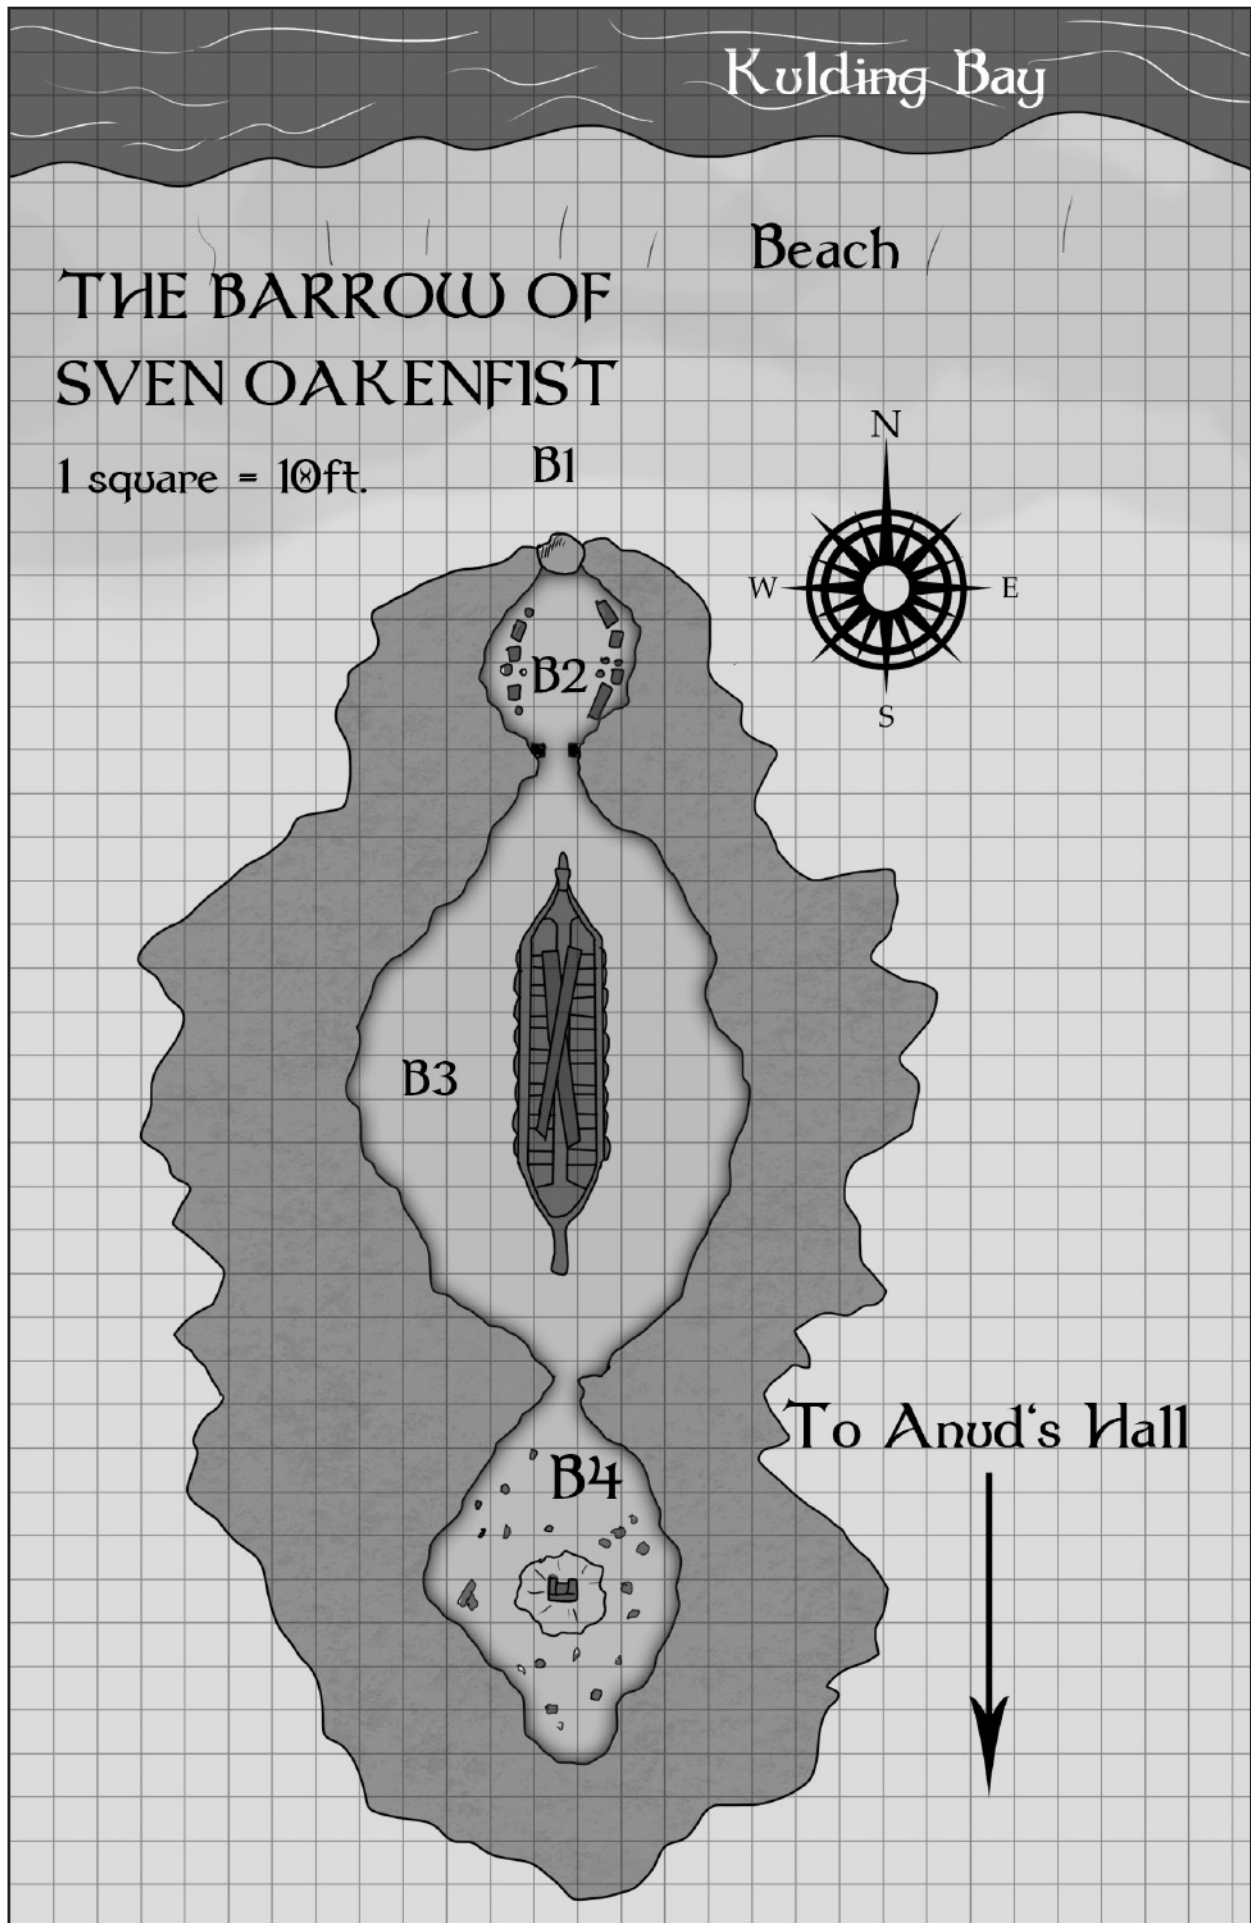 Kulding Bay
Beach
THE BARROW OF
SVEN OAKENFIST
1 square = 10ft.
B1
N
W
E
S
B2
B3
To Anud's Hall
B4